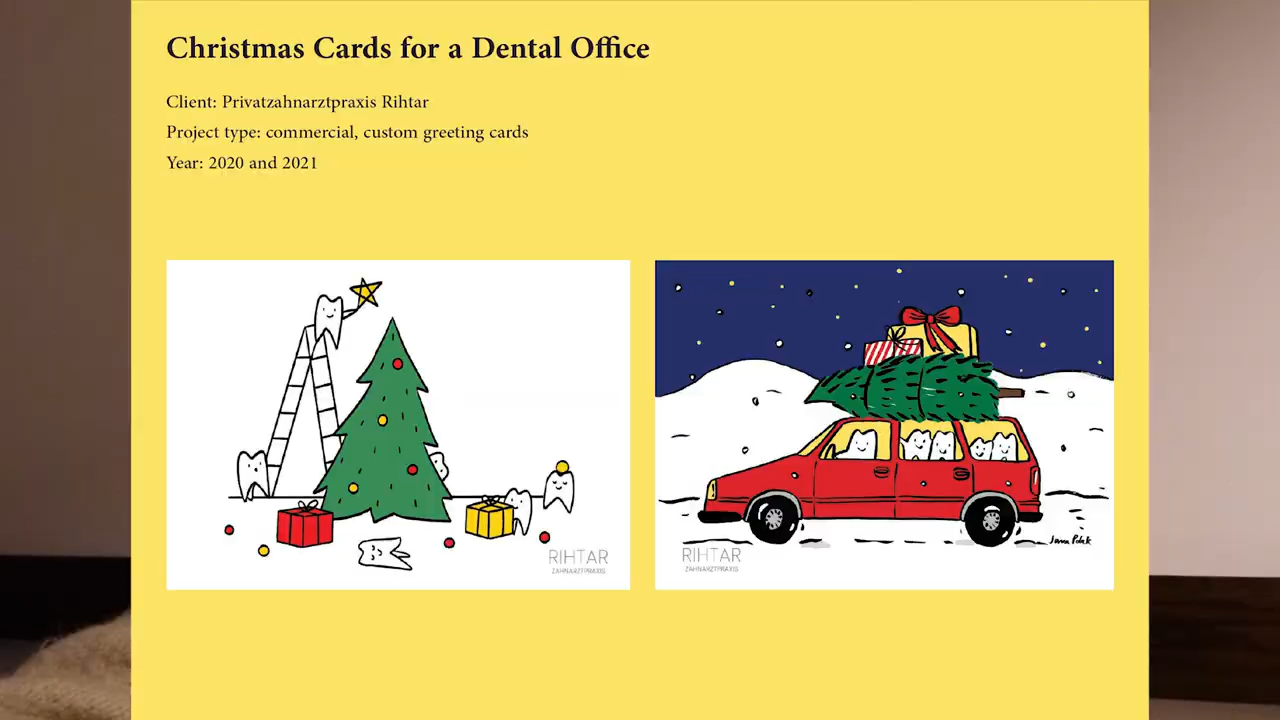 Christmas Cards for a Dental Office
Client: Privatzahnarztpraxis Rihtar
Project type: commercial, custom greeting cards
Year: 2020 and 2021
RIHTAR
ZAHNARZTPRAXIS
RIHTAR
ZAHNARZTPRAXIS